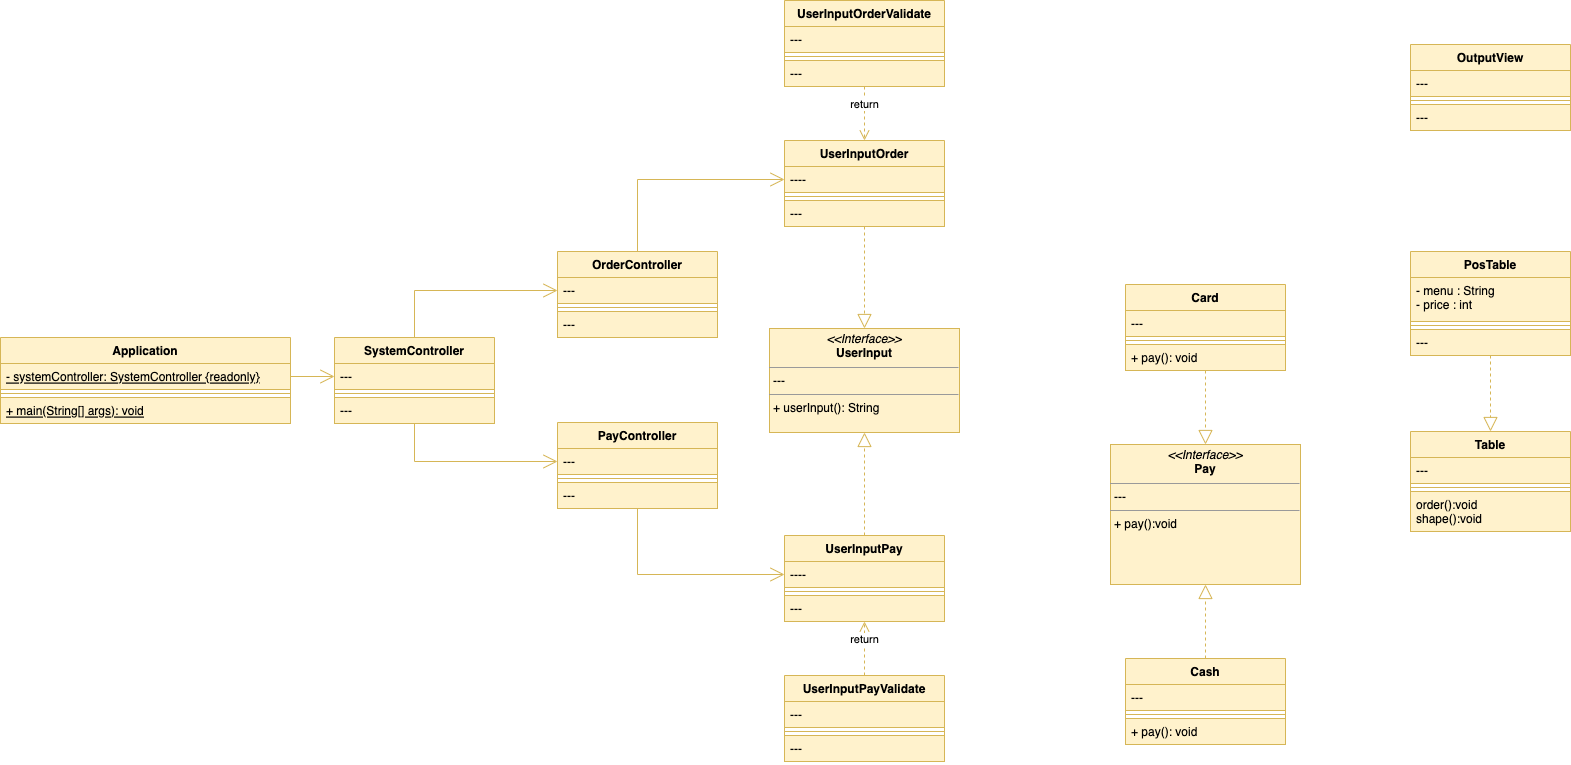 UserInputOrderValidate
---
---
return
UserInputOrder
----
---
OutputView
---
---
OrderController
---
---
Application
- systemController: SystemController {readonly}
+ main(String[] args): void
SystemController
---
---
PayController
---
---
<<Interface>>
UserInput
---
+ userInput(): String
UserInputPay
----
---
return
UserInputPayValidate
---
---
Card
---
+ pay(): void
<<Interface>>
Pay
---
+ pay():void
Cash
---
+ pay(): void
PosTable
- menu : String
- price : int
---
Table
---
order():void
shape():void